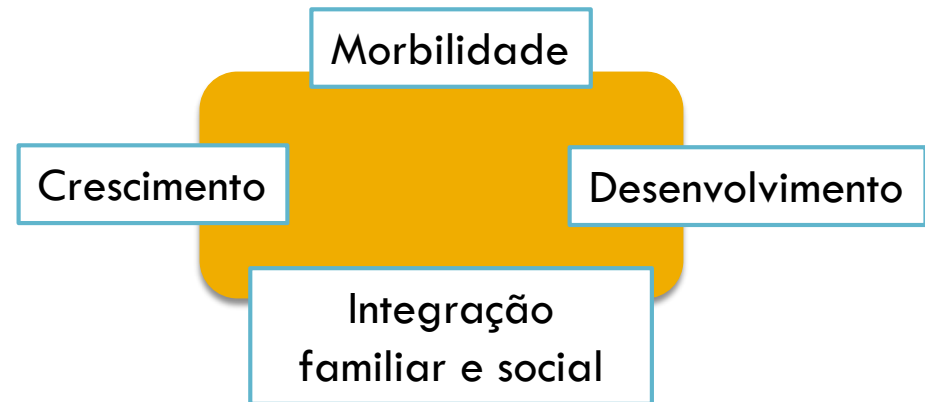 Morbilidade
Crescimento
Desenvolvimento
Integração
familiar e social